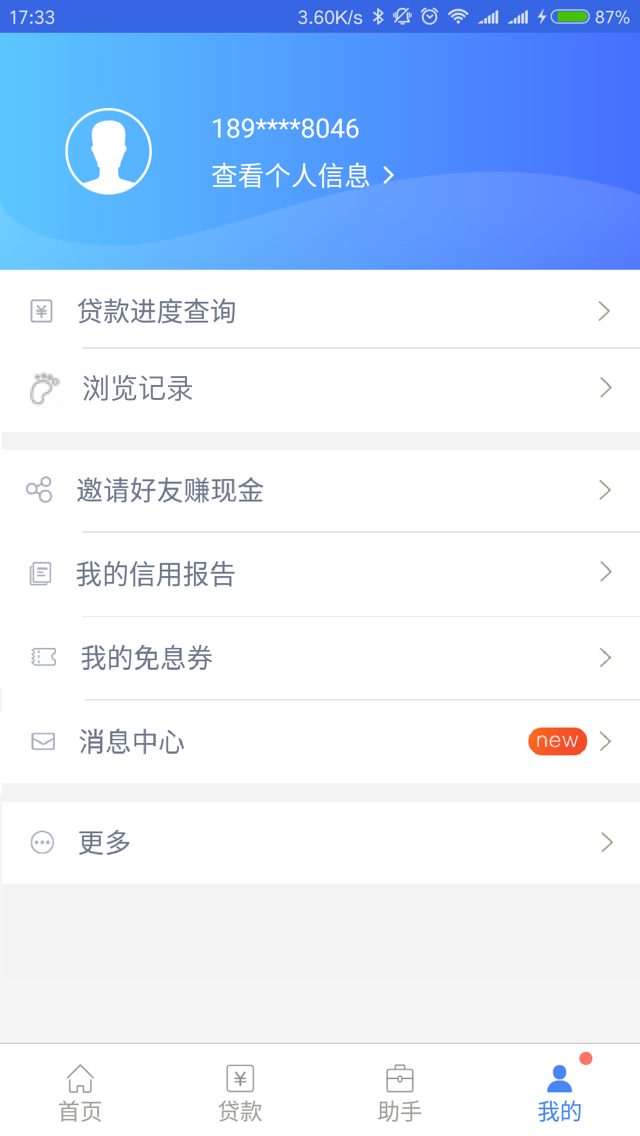 17:33 3.60K/s 87%
189****8046
查看个人信息
贷款进度查询
浏览记录
邀请好友赚现金
我的信用报告
我的免息券
消息中心 new
更多
首页 贷款 助手 我的